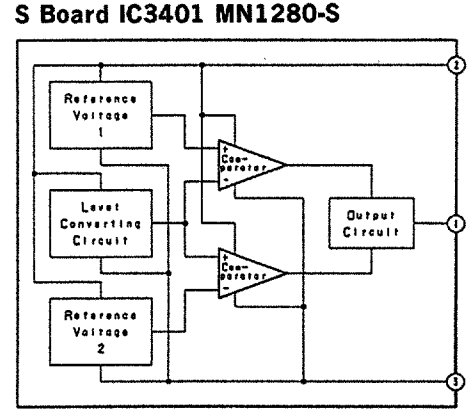 S Board IC3401 MN1280-S
2
Reference
Voltage
1
+
Com-
parator
-
Level
Converting
Circuit
Output
Circuit
1
+
Com-
parator
-
Reference
Voltage
2
3